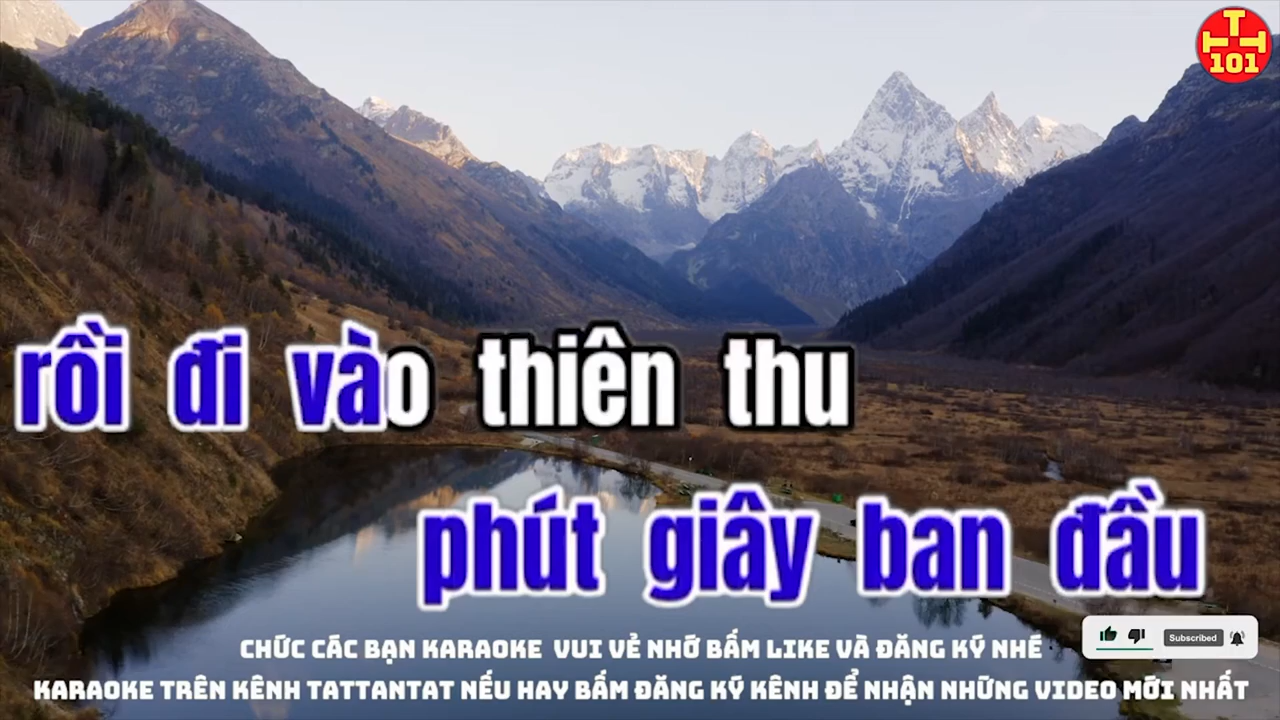 T
TT
101
rồi đi vào thiên thu
phút giây ban đầu
Subscribed
CHỨC CÁC BẠN KARAOKE VUI VẺ NHỚ BẤM LIKE VÀ ĐĂNG KÝ NHÉ
KARAOKE TRÊN KÊNH TATTANTAT NẾU HAY BẤM ĐĂNG KÝ KÊNH ĐỂ NHẬN NHỮNG VIDEO MỚI NHẤT